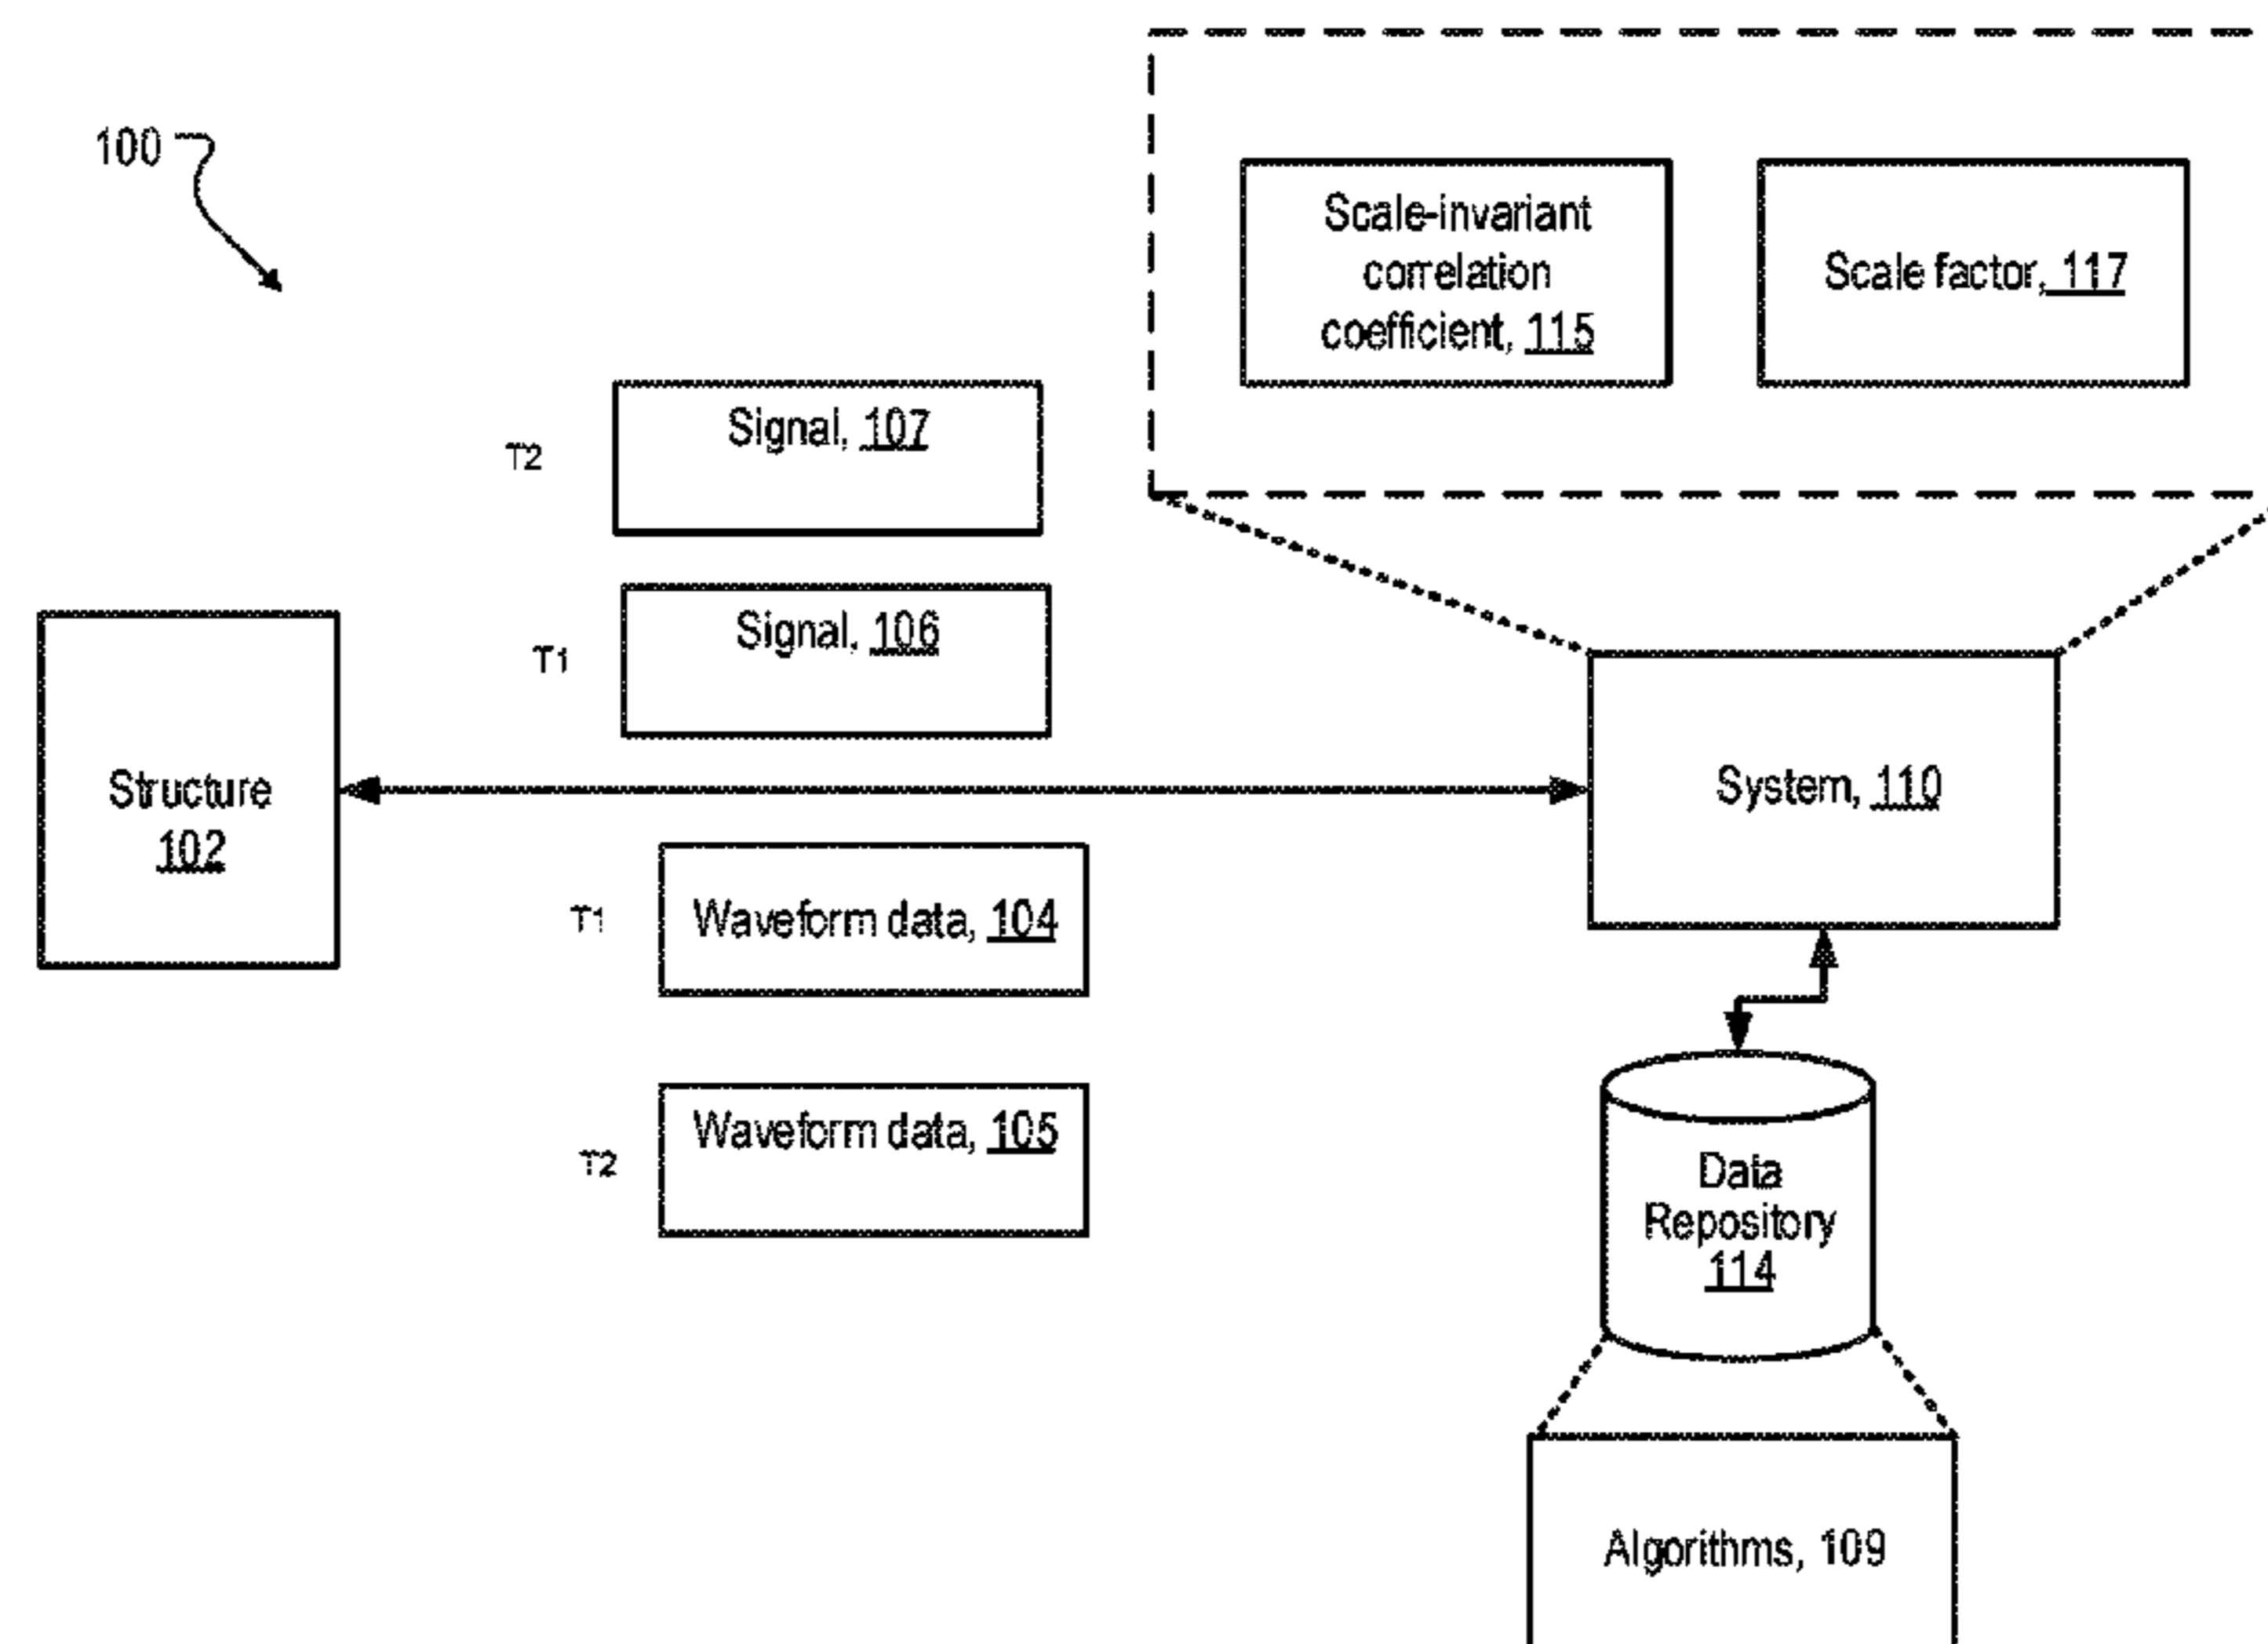 100
Scale-invariant
correlation
coefficient, 115
Scale factor, 117
T2
Signal, 107
T1
Signal, 106
Structure
102
System, 110
T1
Waveform data, 104
T2
Waveform data, 105
Data
Repository
114
Algorithms, 109